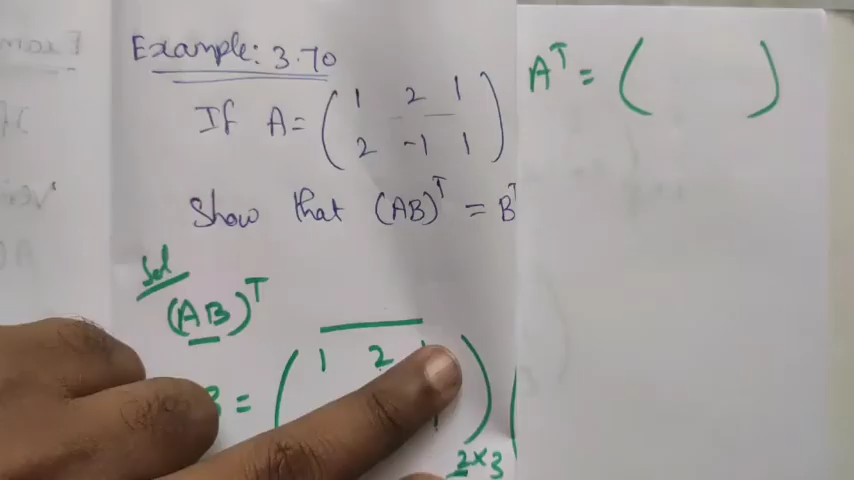 Example: 3.70
If A = ( 1 2 1
2 -1 1 )
Show that (AB)^T = B^T
Sol
(AB)^T
B = ( 1 2
1 ) 2×3
A^T = ( )